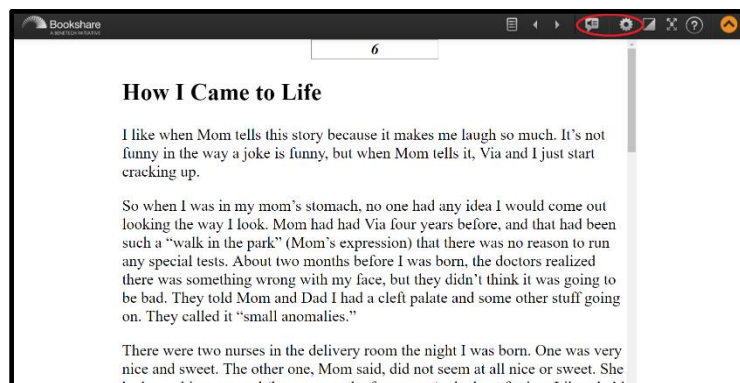 Bookshare
A BENETECH INITIATIVE
6
How I Came to Life
I like when Mom tells this story because it makes me laugh so much. It’s not
funny in the way a joke is funny, but when Mom tells it, Via and I just start
cracking up.
So when I was in my mom’s stomach, no one had any idea I would come out
looking the way I look. Mom had had Via four years before, and that had been
such a “walk in the park” (Mom’s expression) that there was no reason to run
any special tests. About two months before I was born, the doctors realized
there was something wrong with my face, but they didn’t think it was going to
be bad. They told Mom and Dad I had a cleft palate and some other stuff going
on. They called it “small anomalies.”
There were two nurses in the delivery room the night I was born. One was very
nice and sweet. The other one, Mom said, did not seem at all nice or sweet. She